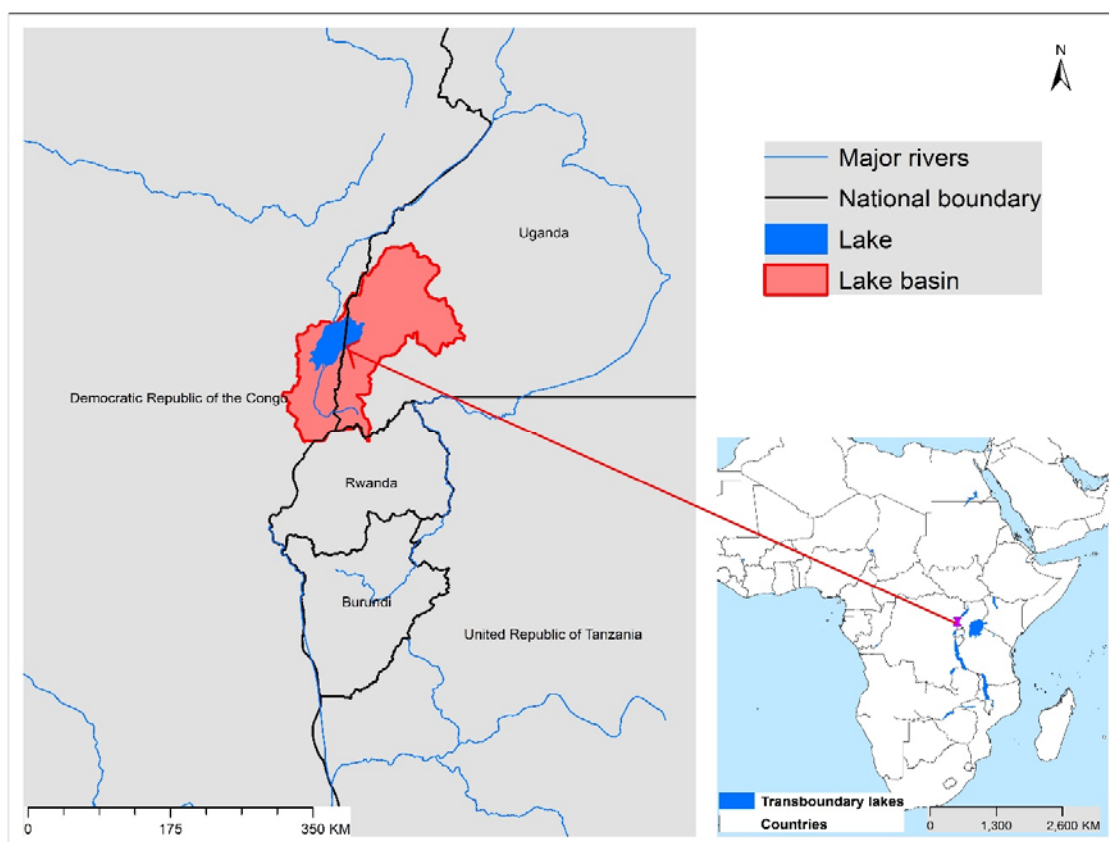 N
Major rivers
National boundary
Lake
Lake basin
Uganda
Democratic Republic of the Congo
Rwanda
Burundi
United Republic of Tanzania
0 175 350 KM
Transboundary lakes
Countries
0 1,300 2,600 KM